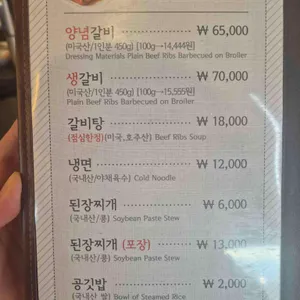 양념갈비 ₩ 65,000
(미국산/1인분 450g) [100g→14,444원]
Dressing Materials Plain Beef Ribs Barbecued on Broiler
생갈비 ₩ 70,000
(미국산/1인분 450g) [100g→15,555원]
Plain Beef Ribs Barbecued on Broiler
갈비탕 ₩ 18,000
(점심한정)(미국,호주산) Beef Ribs Soup
냉면 ₩ 12,000
(국내산/야채육수) Cold Noodle
된장찌개 ₩ 6,000
(국내산/콩) Soybean Paste Stew
된장찌개 (포장) ₩ 13,000
(국내산/콩) Soybean Paste Stew
공깃밥 ₩ 2,000
(국내산 쌀) Bowl of Steamed Rice